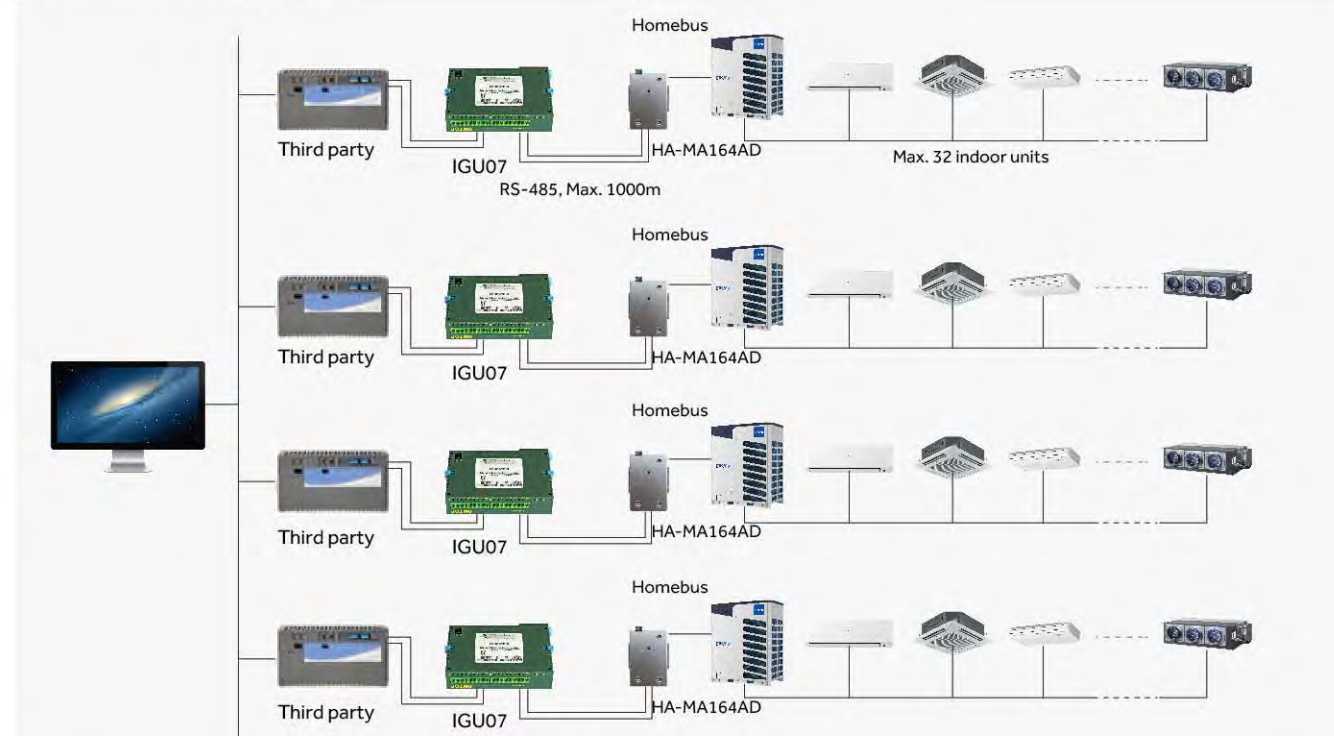 Homebus
Third party
IGU07
HA-MA164AD
Max. 32 indoor units
RS-485, Max. 1000m
Homebus
Third party
IGU07
HA-MA164AD
Homebus
Third party
IGU07
HA-MA164AD
Homebus
Third party
IGU07
HA-MA164AD